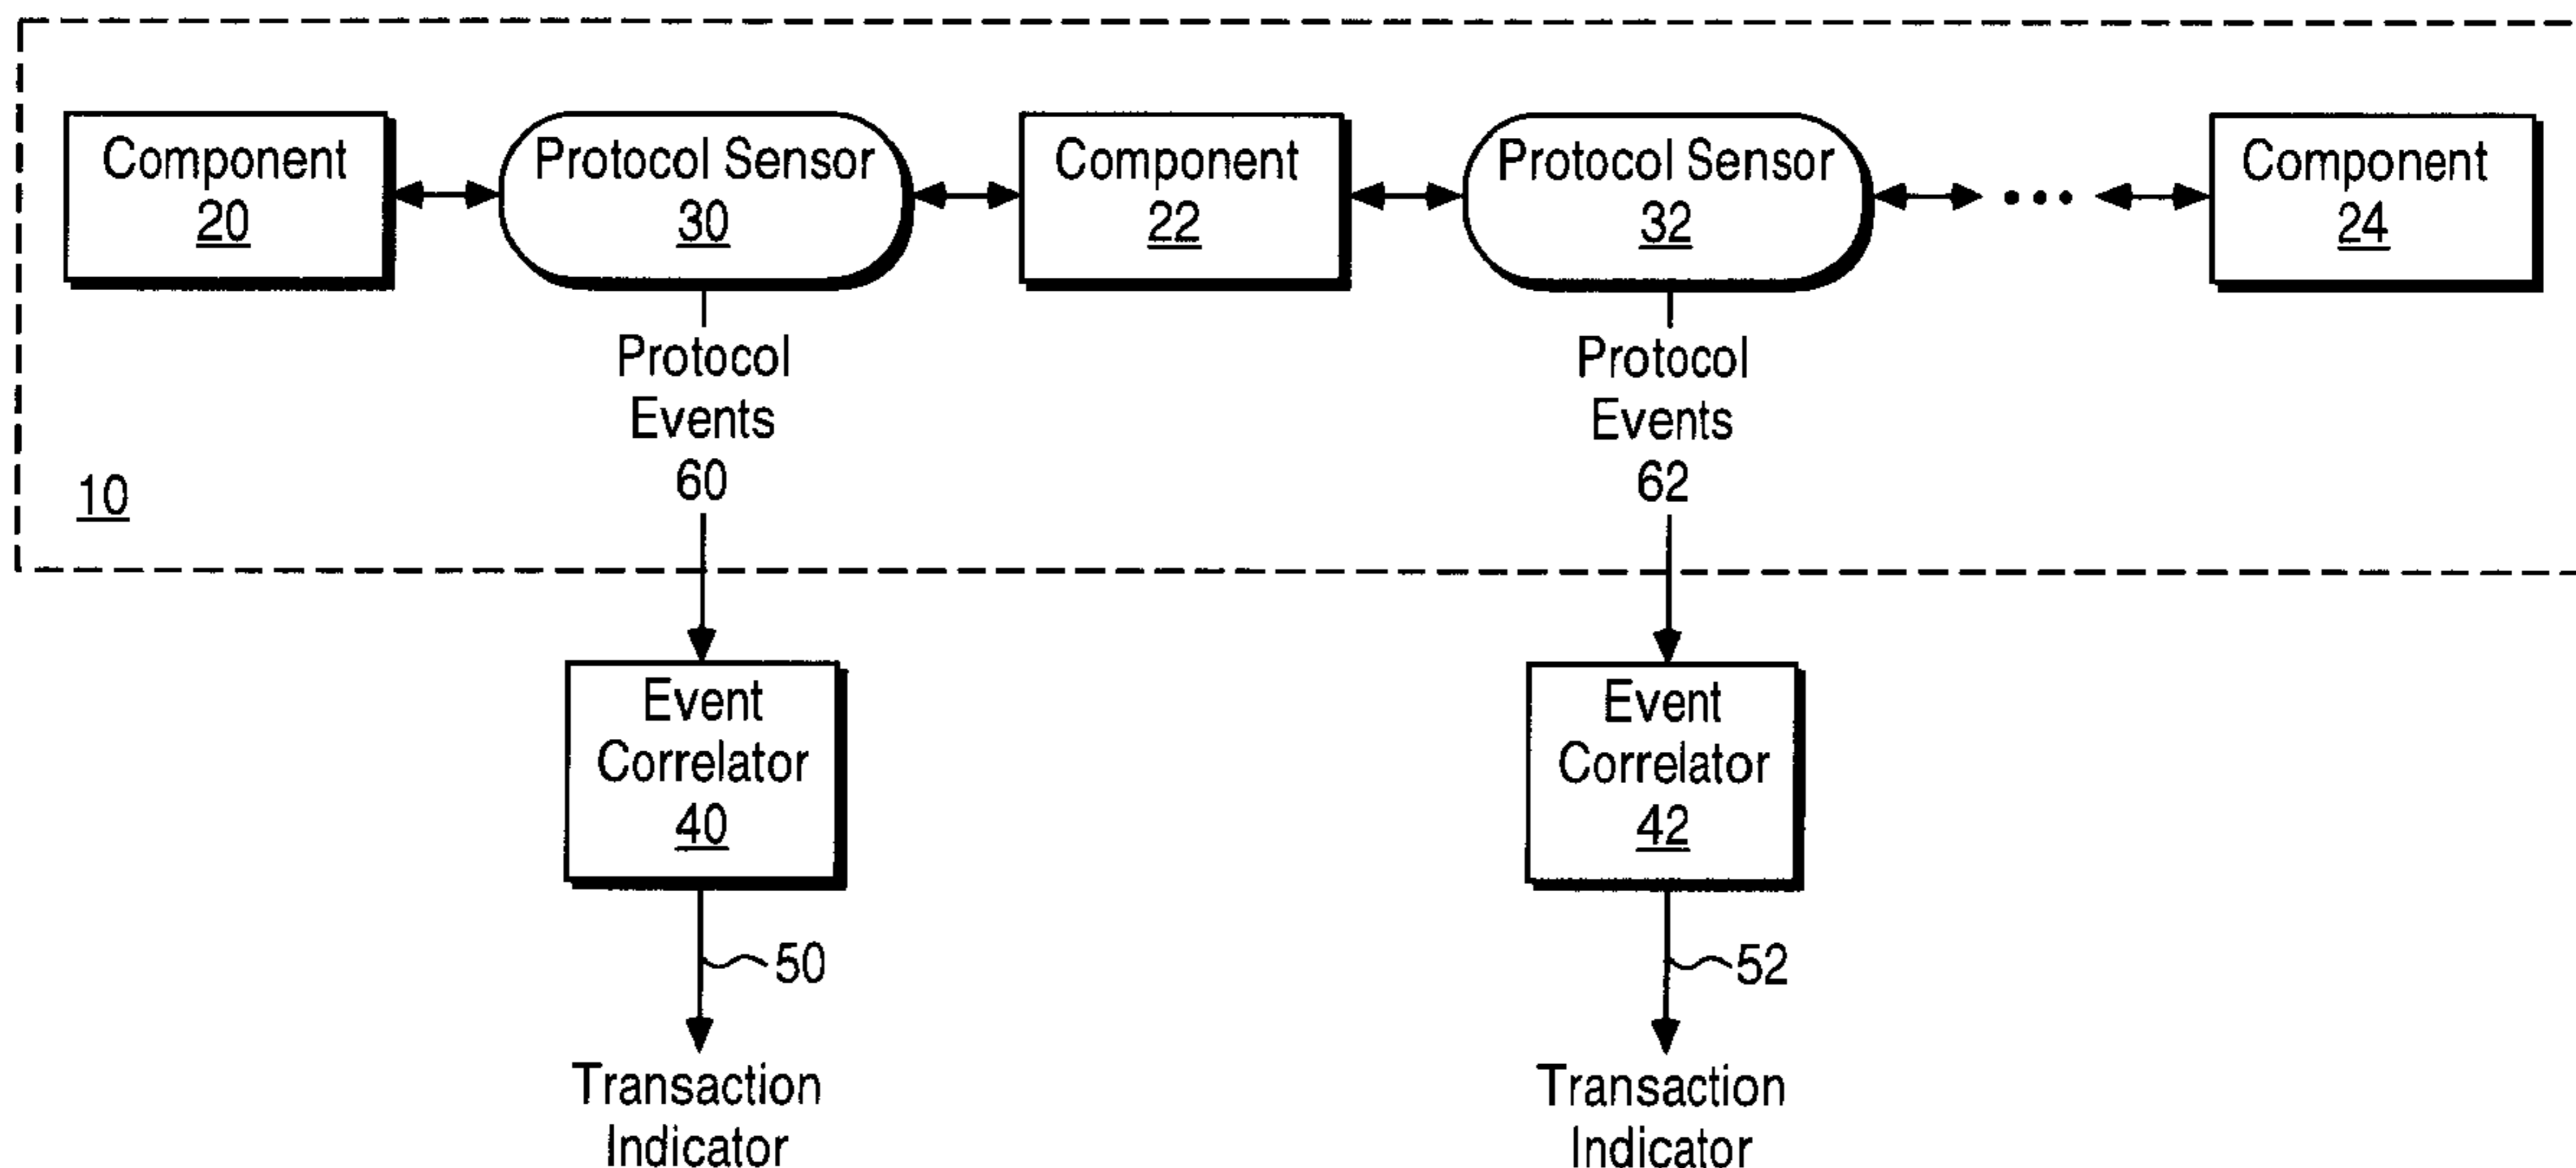 Component
20
Protocol Sensor
30
Component
22
Protocol Sensor
32
Component
24
Protocol
Events
60
Protocol
Events
62
10
Event
Correlator
40
Event
Correlator
42
50
52
Transaction
Indicator
Transaction
Indicator